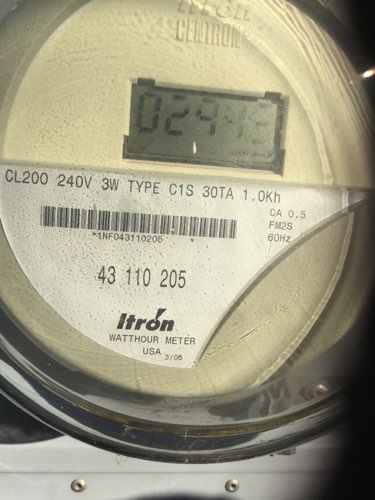 Itron
CENTRON®
CL200 240V 3W TYPE C1S 30TA 1.0Kh
CA 0.5
FM2S
60Hz
*1NF043110205*
43 110 205
Itrón
WATTHOUR METER
USA 3/06